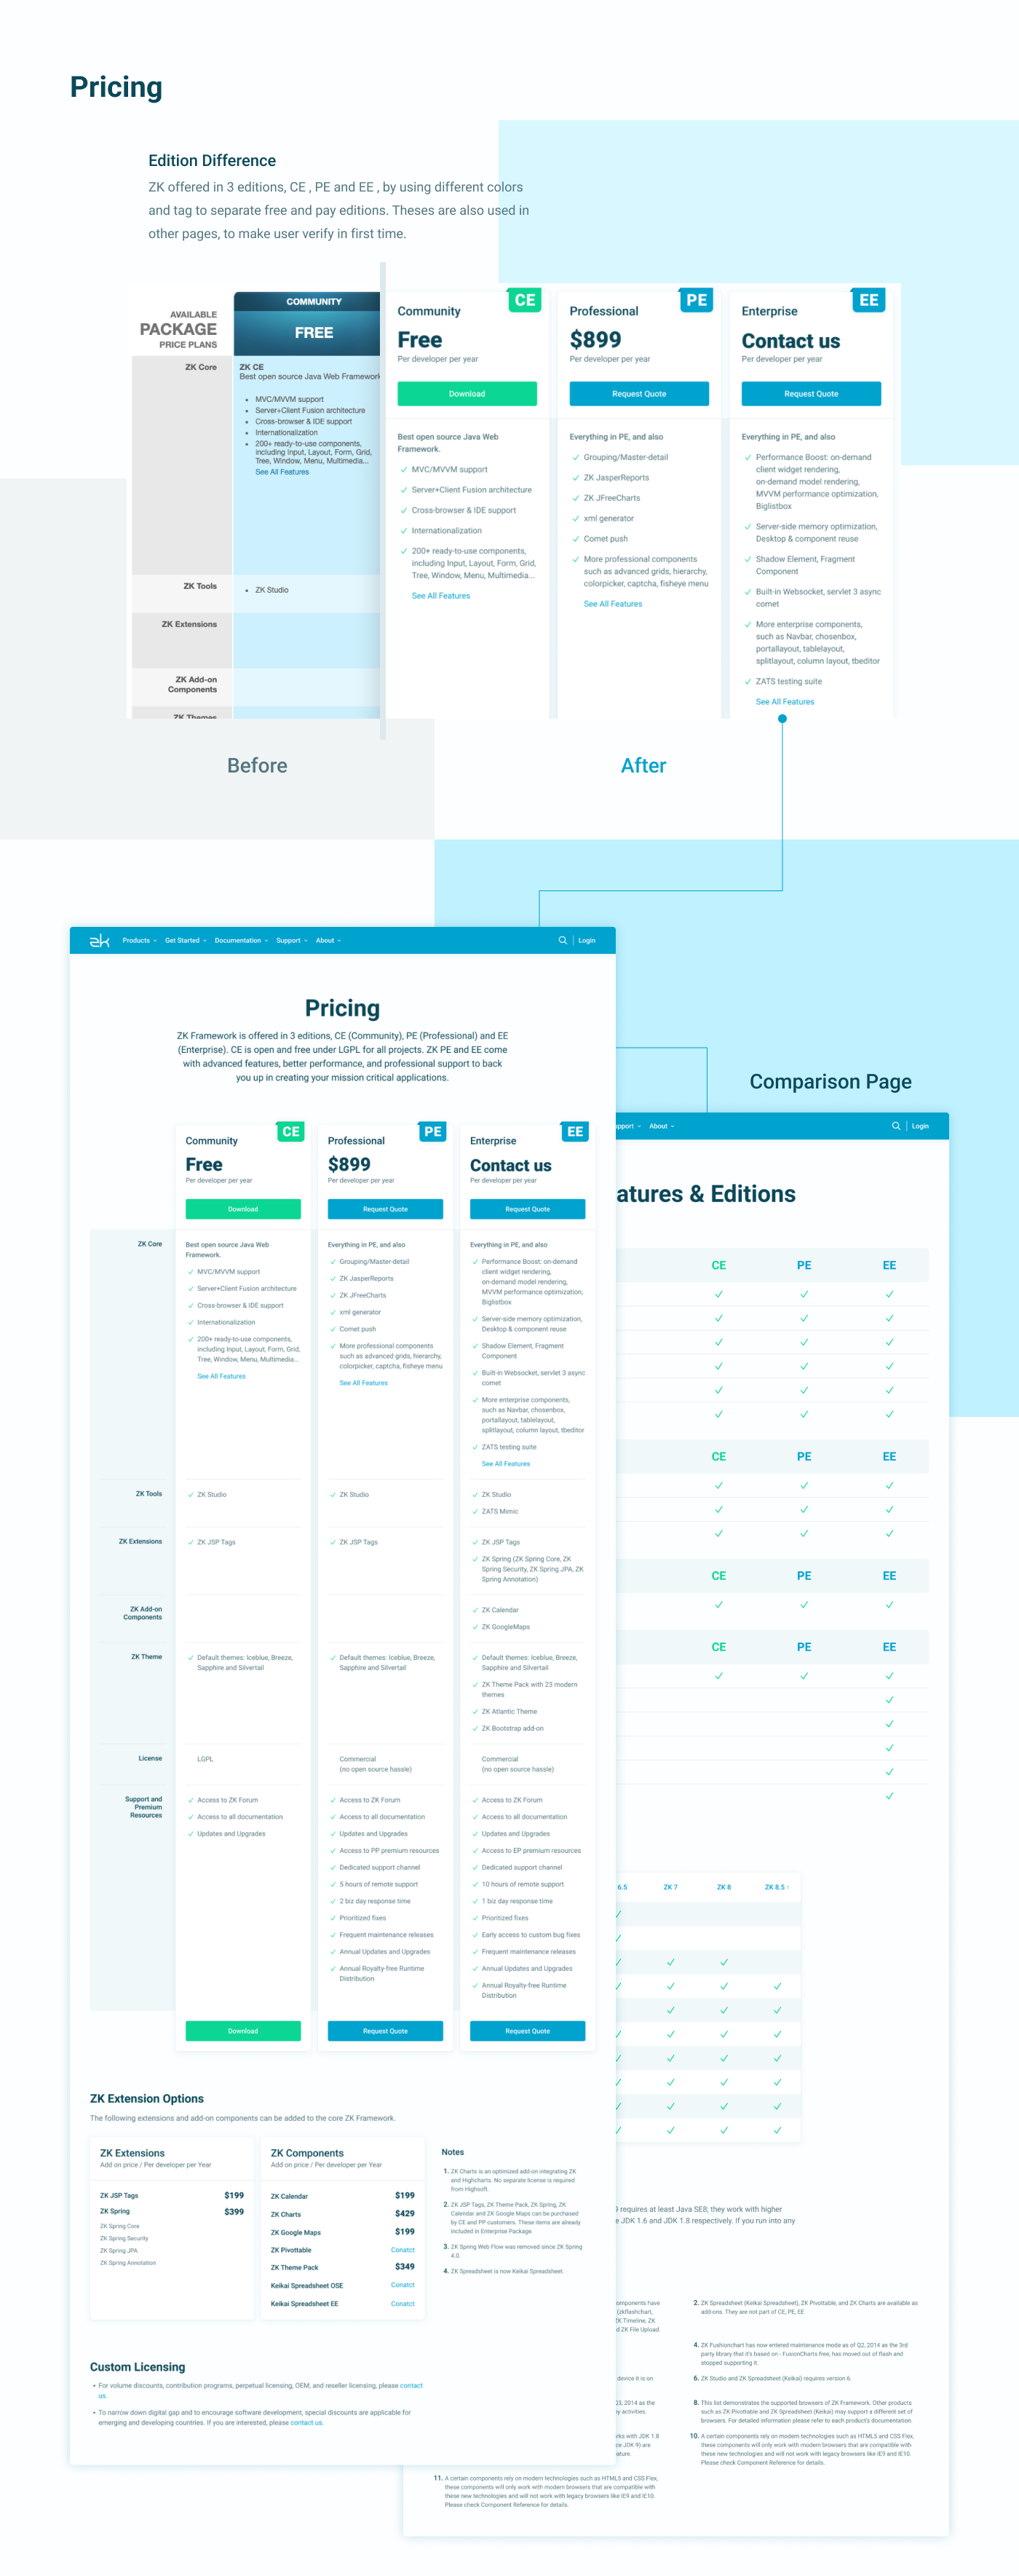 Pricing
Edition Difference
ZK offered in 3 editions, CE , PE and EE , by using different colors
and tag to separate free and pay editions. Theses are also used in
other pages, to make user verify in first time.
AVAILABLE
PACKAGE
PRICE PLANS
COMMUNITY
FREE
ZK Core
ZK CE
Best open source Java Web Framework
• MVC/MVVM support
• Server+Client Fusion architecture
• Cross-browser & IDE support
• Internationalization
• 200+ ready-to-use components,
including Input, Layout, Form, Grid,
Tree, Window, Menu, Multimedia...
See All Features
ZK Tools
• ZK Studio
ZK Extensions
ZK Add-on
Components
ZK Themes
CE
Community
Free
Per developer per year
Download
Best open source Java Web
Framework.
MVC/MVVM support
Server+Client Fusion architecture
Cross-browser & IDE support
Internationalization
200+ ready-to-use components,
including Input, Layout, Form, Grid,
Tree, Window, Menu, Multimedia...
See All Features
PE
Professional
$899
Per developer per year
Request Quote
Everything in PE, and also
Grouping/Master-detail
ZK JasperReports
ZK JFreeCharts
xml generator
Comet push
More professional components
such as advanced grids, hierarchy,
colorpicker, captcha, fisheye menu
See All Features
EE
Enterprise
Contact us
Per developer per year
Request Quote
Everything in PE, and also
Performance Boost: on-demand
client widget rendering,
on-demand model rendering,
MVVM performance optimization,
Biglistbox
Server-side memory optimization,
Desktop & component reuse
Shadow Element, Fragment
Component
Built-in Websocket, servlet 3 async
comet
More enterprise components,
such as Navbar, chosenbox,
portallayout, tablelayout,
splitlayout, column layout, tbeditor
ZATS testing suite
See All Features
Before
After
zk Products Get Started Documentation Support About Login
Pricing
ZK Framework is offered in 3 editions, CE (Community), PE (Professional) and EE
(Enterprise). CE is open and free under LGPL for all projects. ZK PE and EE come
with advanced features, better performance, and professional support to back
you up in creating your mission critical applications.
CE
Community
Free
Per developer per year
Download
PE
Professional
$899
Per developer per year
Request Quote
EE
Enterprise
Contact us
Per developer per year
Request Quote
ZK Core
Best open source Java Web
Framework.
MVC/MVVM support
Server+Client Fusion architecture
Cross-browser & IDE support
Internationalization
200+ ready-to-use components,
including Input, Layout, Form, Grid,
Tree, Window, Menu, Multimedia...
See All Features
Everything in PE, and also
Grouping/Master-detail
ZK JasperReports
ZK JFreeCharts
xml generator
Comet push
More professional components
such as advanced grids, hierarchy,
colorpicker, captcha, fisheye menu
See All Features
Everything in PE, and also
Performance Boost: on-demand
client widget rendering,
on-demand model rendering,
MVVM performance optimization,
Biglistbox
Server-side memory optimization,
Desktop & component reuse
Shadow Element, Fragment
Component
Built-in Websocket, servlet 3 async
comet
More enterprise components,
such as Navbar, chosenbox,
portallayout, tablelayout,
splitlayout, column layout, tbeditor
ZATS testing suite
See All Features
ZK Tools
ZK Studio
ZK Studio
ZK Studio
ZATS Mimic
ZK Extensions
ZK JSP Tags
ZK JSP Tags
ZK JSP Tags
ZK Spring (ZK Spring Core, ZK
Spring Security, ZK Spring JPA, ZK
Spring Annotation)
ZK Add-on
Components
ZK Calendar
ZK GoogleMaps
ZK Theme
Default themes: Iceblue, Breeze,
Sapphire and Silvertail
Default themes: Iceblue, Breeze,
Sapphire and Silvertail
Default themes: Iceblue, Breeze,
Sapphire and Silvertail
ZK Theme Pack with 23 modern
themes
ZK Atlantic Theme
ZK Bootstrap add-on
License
LGPL
Commercial
(no open source hassle)
Commercial
(no open source hassle)
Support and
Premium
Resources
Access to ZK Forum
Access to all documentation
Updates and Upgrades
Access to ZK Forum
Access to all documentation
Updates and Upgrades
Access to PP premium resources
Dedicated support channel
5 hours of remote support
2 biz day response time
Prioritized fixes
Frequent maintenance releases
Annual Updates and Upgrades
Annual Royalty-free Runtime
Distribution
Access to ZK Forum
Access to all documentation
Updates and Upgrades
Access to EP premium resources
Dedicated support channel
10 hours of remote support
1 biz day response time
Prioritized fixes
Early access to custom bug fixes
Frequent maintenance releases
Annual Updates and Upgrades
Annual Royalty-free Runtime
Distribution
Download
Request Quote
Request Quote
ZK Extension Options
The following extensions and add-on components can be added to the core ZK Framework.
ZK Extensions
Add on price / Per developer per Year
ZK JSP Tags $199
ZK Spring $399
ZK Spring Core
ZK Spring Security
ZK Spring JPA
ZK Spring Annotation
ZK Components
Add on price / Per developer per Year
ZK Calendar $199
ZK Charts $429
ZK Google Maps $199
ZK Pivottable Conatct
ZK Theme Pack $349
Keikai Spreadsheet OSE Conatct
Keikai Spreadsheet EE Conatct
Notes
1. ZK Charts is an optimized add-on integrating ZK
and Highcharts. No separate license is required
from Highsoft.
2. ZK JSP Tags, ZK Theme Pack, ZK Spring, ZK
Calendar and ZK Google Maps can be purchased
by CE and PP customers. These items are already
included in Enterprise Package.
3. ZK Spring Web Flow was removed since ZK Spring
4.0.
4. ZK Spreadsheet is now Keikai Spreadsheet.
Custom Licensing
• For volume discounts, contribution programs, perpetual licensing, OEM, and reseller licensing, please contact
us.
• To narrow down digital gap and to encourage software development, special discounts are applicable for
emerging and developing countries. If you are interested, please contact us.
Comparison Page
upport About Login
atures & Editions
CE PE EE
CE PE EE
CE PE EE
CE PE EE
6.5 ZK 7 ZK 8 ZK 8.5 ↑
requires at least Java SE8; they work with higher
JDK 1.6 and JDK 1.8 respectively. If you run into any
omponents have
(zkflashchart,
ZK Timeline, ZK
d ZK File Upload.
2. ZK Spreadsheet (Keikai Spreadsheet), ZK Pivottable, and ZK Charts are available as
add-ons. They are not part of CE, PE, EE
4. ZK Fushionchart has now entered maintenance mode as of Q2, 2014 as the 3rd
party library that it's based on - FusionCharts free, has moved out of flash and
stopped supporting it.
device it is on
6. ZK Studio and ZK Spreadsheet (Keikai) requires version 6.
3, 2014 as the
y activities.
8. This list demonstrates the supported browsers of ZK Framework. Other products
such as ZK Pivottable and ZK Spreadsheet (Keikai) may support a different set of
browsers. For detailed information please refer to each product's documentation.
rks with JDK 1.8
ce JDK 9) are
ature.
10. A certain components rely on modern technologies such as HTML5 and CSS Flex,
these components will only work with modern browsers that are compatible with
these new technologies and will not work with legacy browsers like IE9 and IE10.
Please check Component Reference for details.
11. A certain components rely on modern technologies such as HTML5 and CSS Flex,
these components will only work with modern browsers that are compatible with
these new technologies and will not work with legacy browsers like IE9 and IE10.
Please check Component Reference for details.